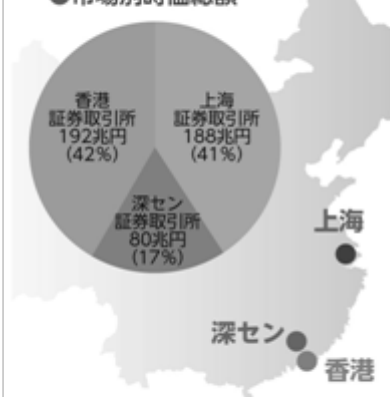 ●市場別時価総額
香港
証券取引所
192兆円
(42%)
上海
証券取引所
188兆円
(41%)
深セン
証券取引所
80兆円
(17%)
上海
深セン
香港